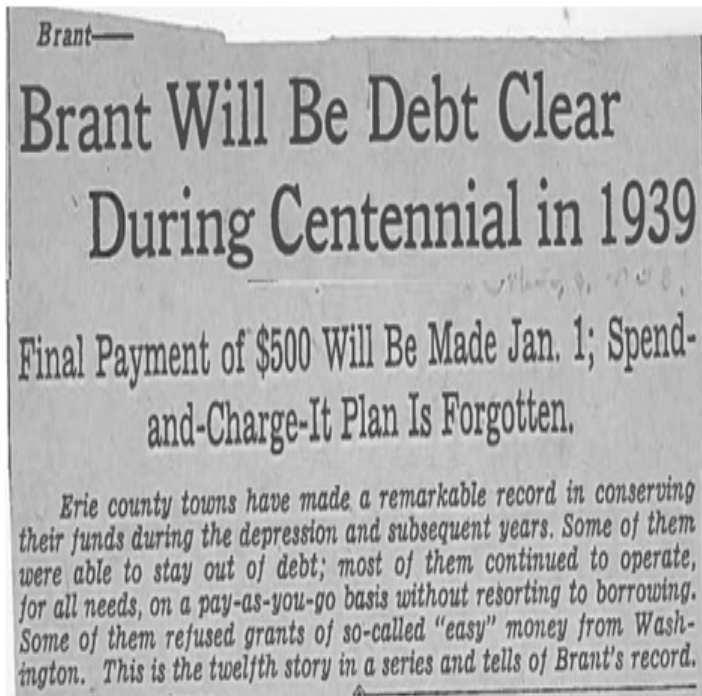 Brant—
Brant Will Be Debt Clear
During Centennial in 1939
Final Payment of $500 Will Be Made Jan. 1; Spend-
and-Charge-It Plan Is Forgotten.
Erie county towns have made a remarkable record in conserving
their funds during the depression and subsequent years. Some of them
were able to stay out of debt; most of them continued to operate,
for all needs, on a pay-as-you-go basis without resorting to borrowing.
Some of them refused grants of so-called "easy" money from Wash-
ington. This is the twelfth story in a series and tells of Brant's record.